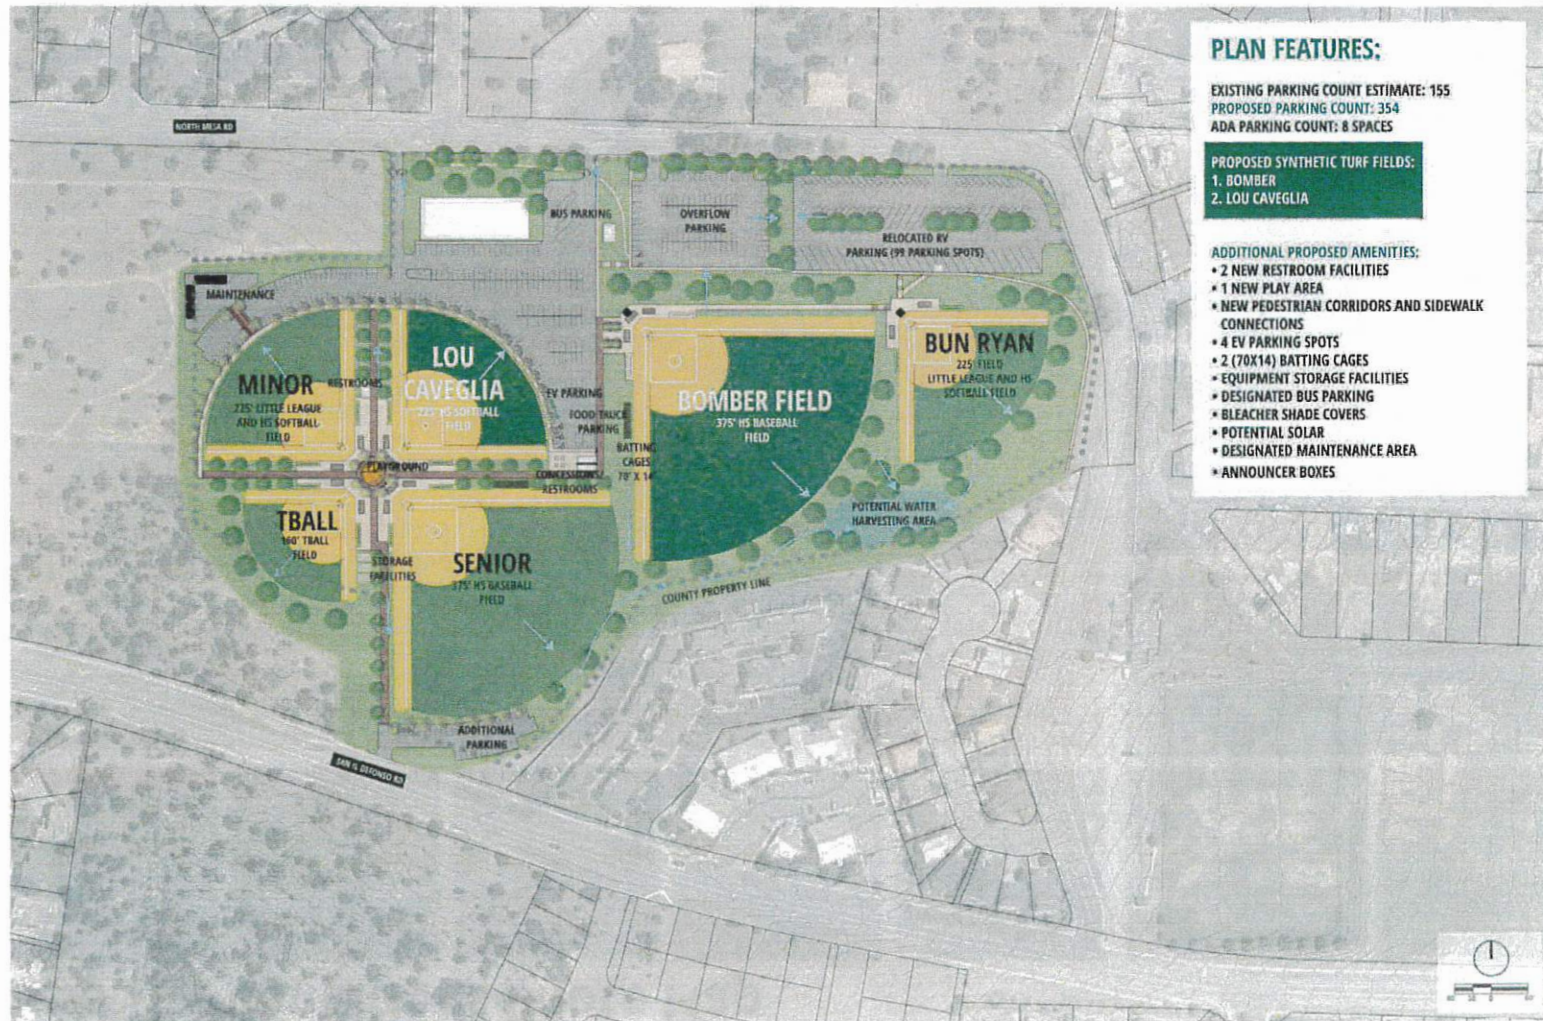 PLAN FEATURES:
EXISTING PARKING COUNT ESTIMATE: 155
PROPOSED PARKING COUNT: 354
ADA PARKING COUNT: 8 SPACES
PROPOSED SYNTHETIC TURF FIELDS:
1. BOMBER
2. LOU CAVEGLIA
ADDITIONAL PROPOSED AMENITIES:
• 2 NEW RESTROOM FACILITIES
• 1 NEW PLAY AREA
• NEW PEDESTRIAN CORRIDORS AND SIDEWALK
CONNECTIONS
• 4 EV PARKING SPOTS
• 2 (70X14) BATTING CAGES
• EQUIPMENT STORAGE FACILITIES
• DESIGNATED BUS PARKING
• BLEACHER SHADE COVERS
• POTENTIAL SOLAR
• DESIGNATED MAINTENANCE AREA
• ANNOUNCER BOXES
NORTH MESA RD
BUS PARKING
OVERFLOW
PARKING
RELOCATED RV
PARKING (99 PARKING SPOTS)
MAINTENANCE
MINOR
225' LITTLE LEAGUE
AND HS SOFTBALL
FIELD
RESTROOMS
LOU
CAVEGLIA
225' HS SOFTBALL
FIELD
EV PARKING
FOOD TRUCK
PARKING
BATTING
CAGES
70' X 14'
BOMBER FIELD
375' HS BASEBALL
FIELD
BUN RYAN
225' FIELD
LITTLE LEAGUE AND HS
SOFTBALL FIELD
PLAYGROUND
CONCESSIONS/
RESTROOMS
POTENTIAL WATER
HARVESTING AREA
TBALL
160' TBALL
FIELD
STORAGE
FACILITIES
SENIOR
375' HS BASEBALL
FIELD
COUNTY PROPERTY LINE
ADDITIONAL
PARKING
SAN IL DEFONSO RD